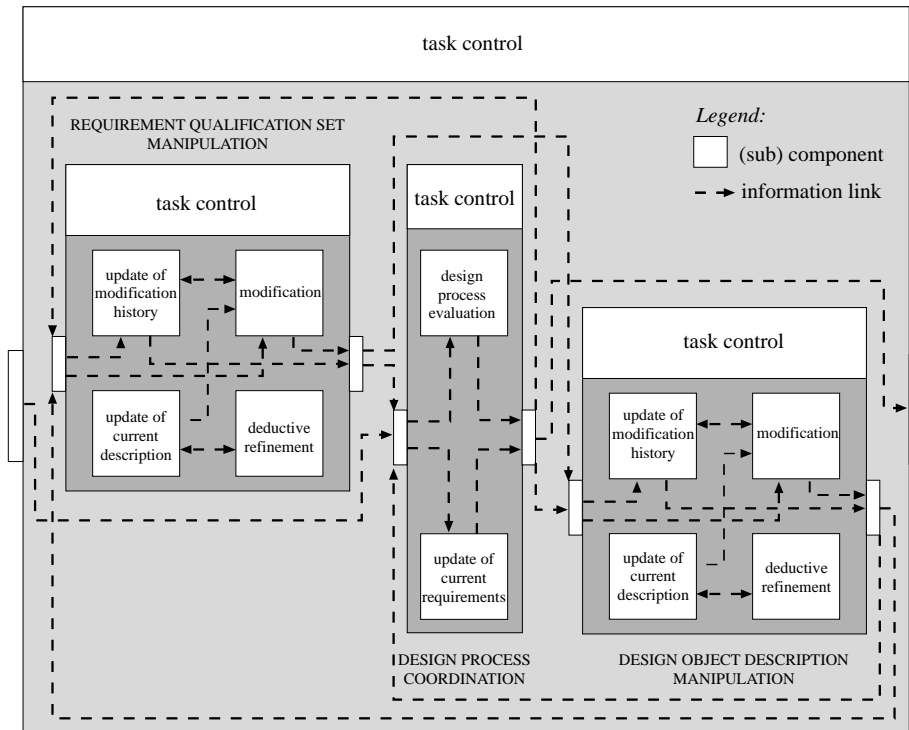 task control
REQUIREMENT QUALIFICATION SET
MANIPULATION
Legend:
(sub) component
information link
task control
update of
modification
history
modification
update of
current
description
deductive
refinement
task control
design
process
evaluation
update of
current
requirements
DESIGN PROCESS
COORDINATION
task control
update of
modification
history
modification
update of
current
description
deductive
refinement
DESIGN OBJECT DESCRIPTION
MANIPULATION